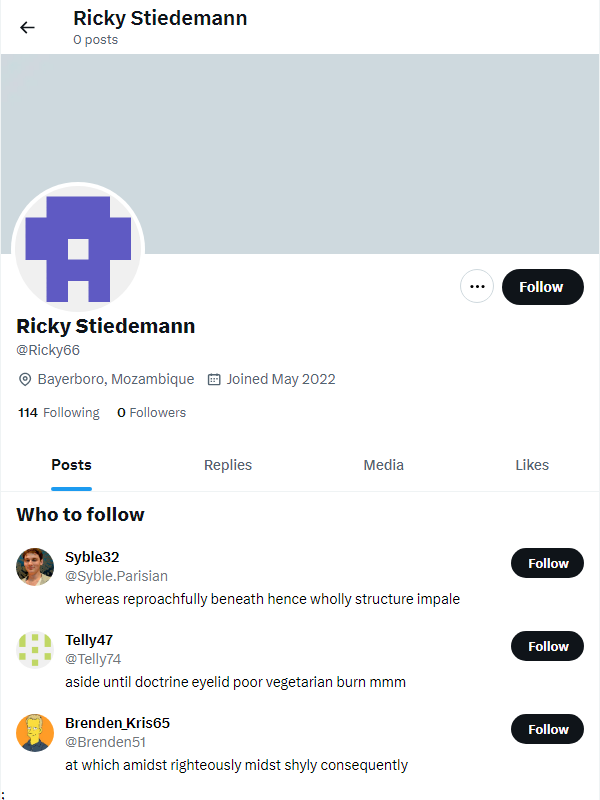 Ricky Stiedemann
0 posts
Follow
Ricky Stiedemann
@Ricky66
Bayerboro, Mozambique Joined May 2022
114 Following 0 Followers
Posts Replies Media Likes
Who to follow
Syble32
@Syble.Parisian
Follow
whereas reproachfully beneath hence wholly structure impale
Telly47
@Telly74
Follow
aside until doctrine eyelid poor vegetarian burn mmm
Brenden_Kris65
@Brenden51
Follow
at which amidst righteously midst shyly consequently
;